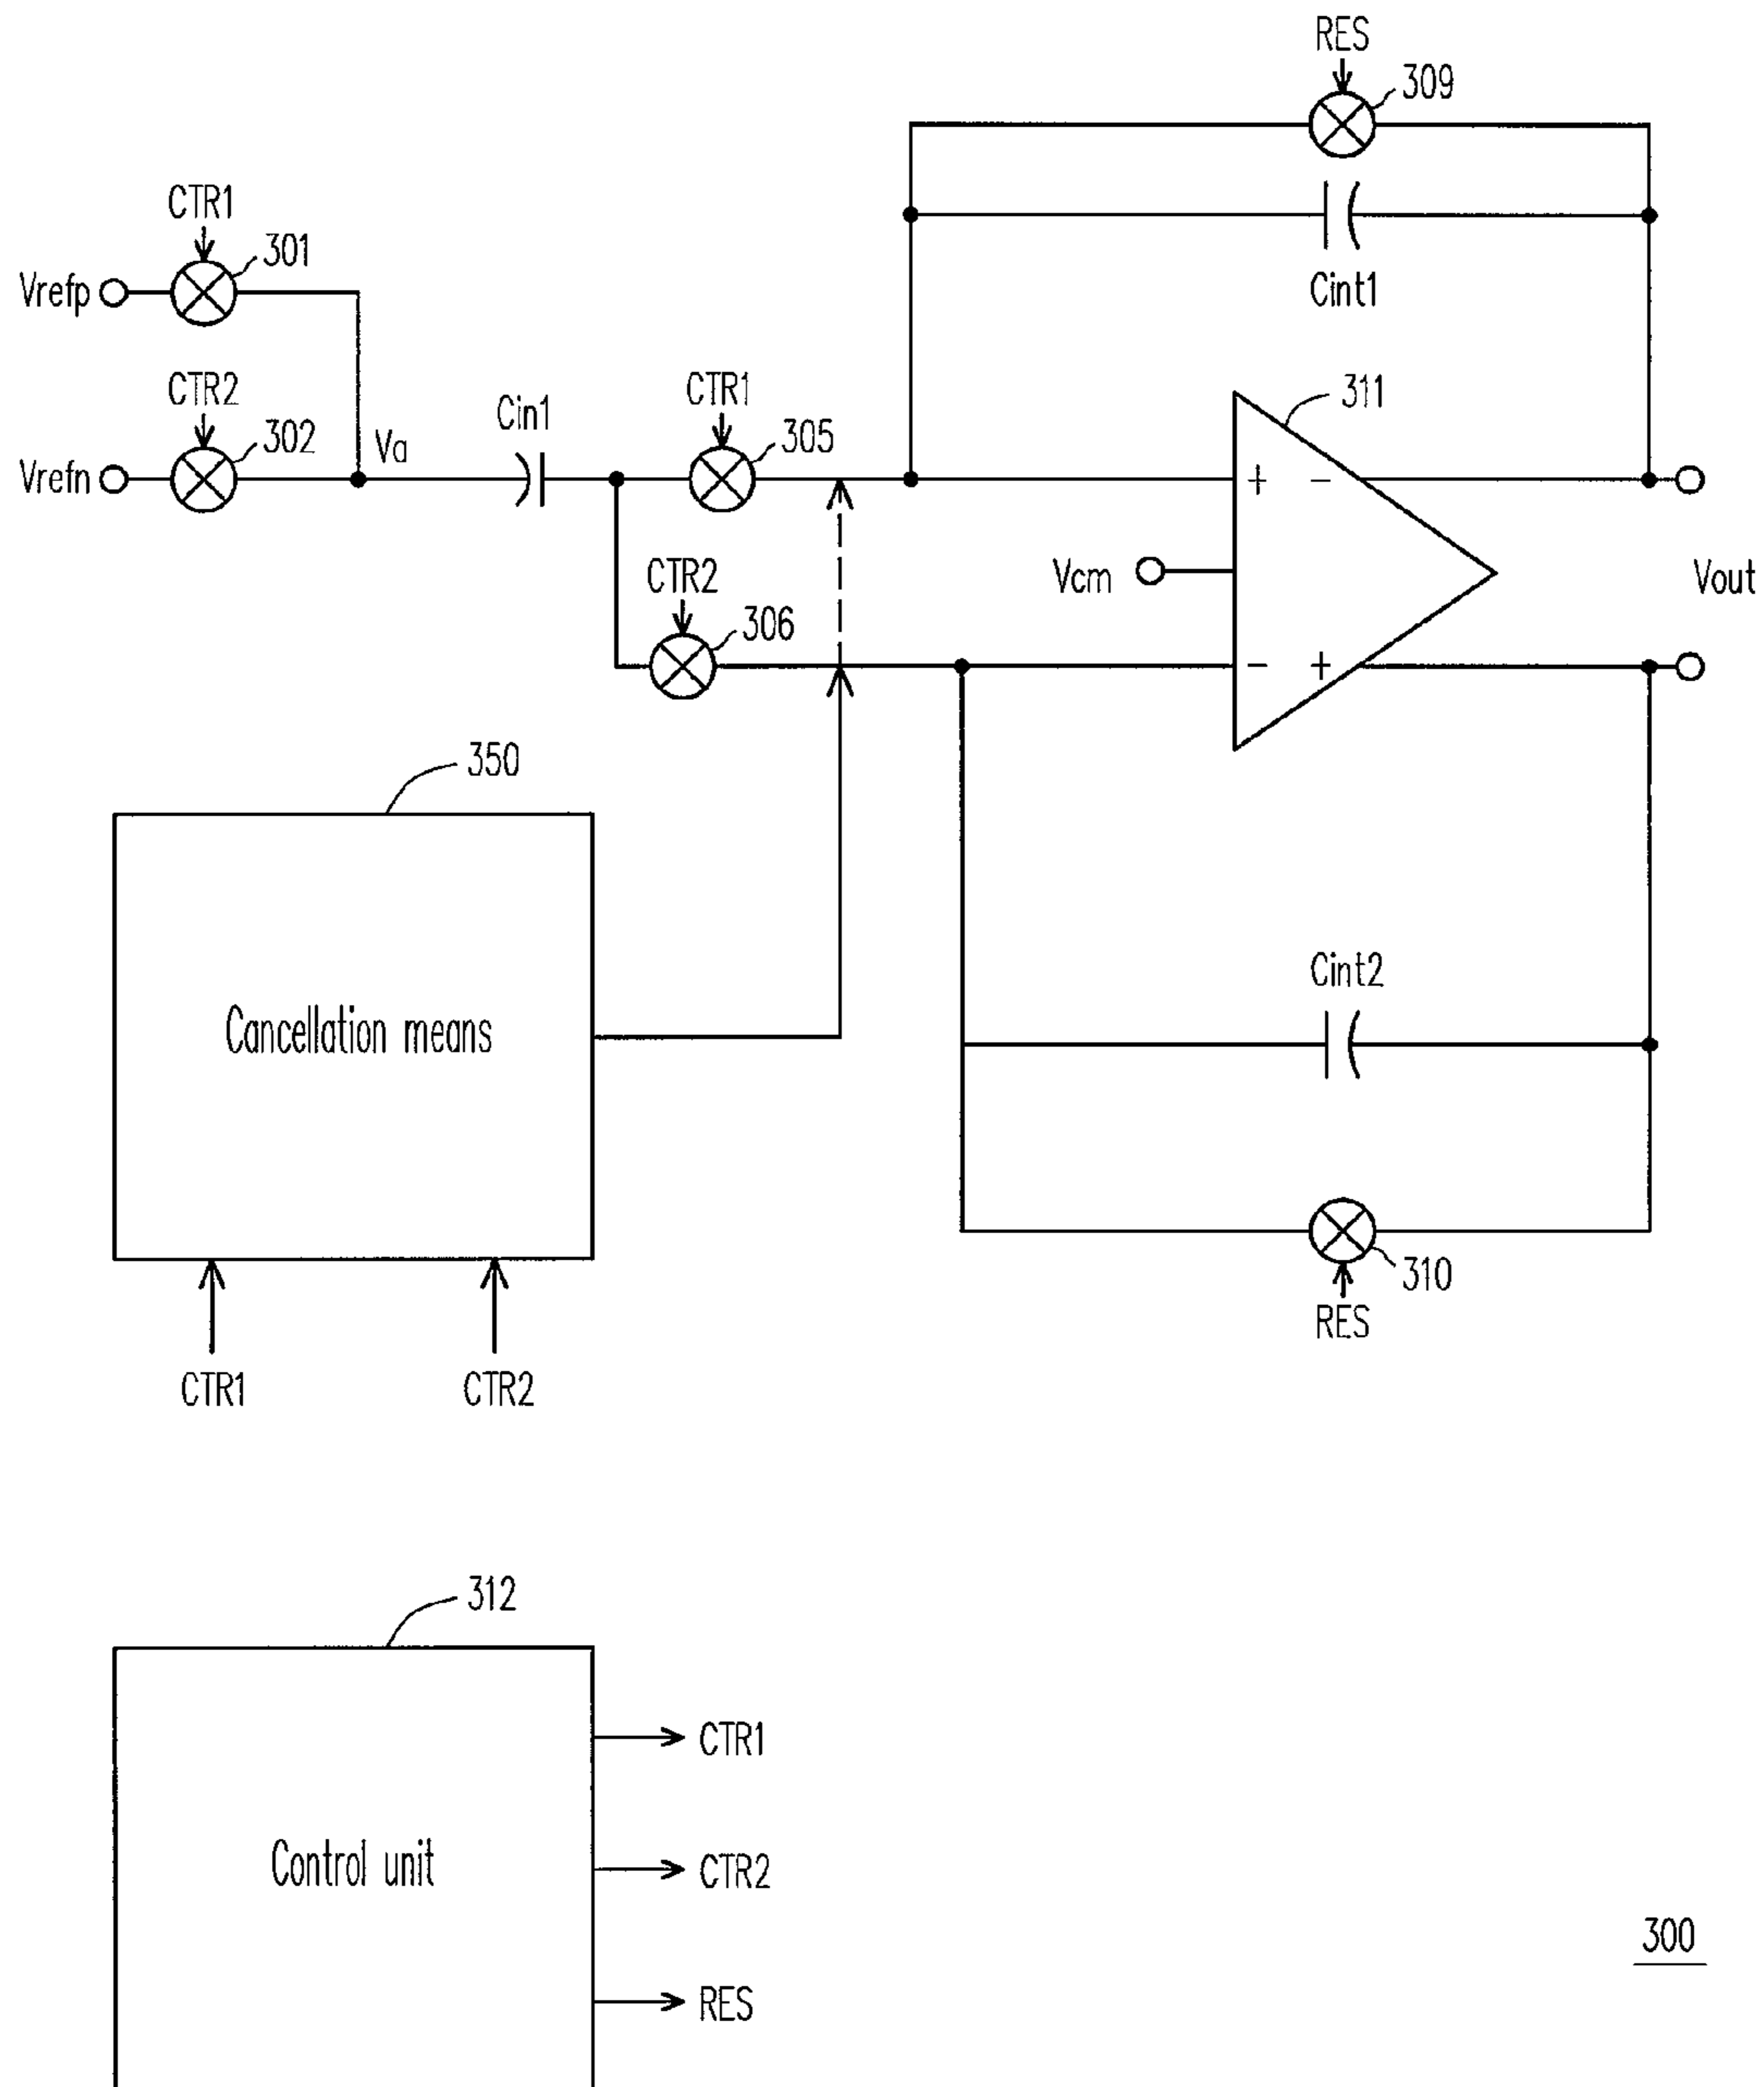 RES
309
CTR1
301
Vrefp
Cint1
CTR2
302
Vrefn
Va
Cin1
CTR1
305
311
+ −
Vcm
Vout
CTR2
306
− +
350
Cancellation means
Cint2
310
RES
CTR1 CTR2
312
Control unit
CTR1
CTR2
RES
300